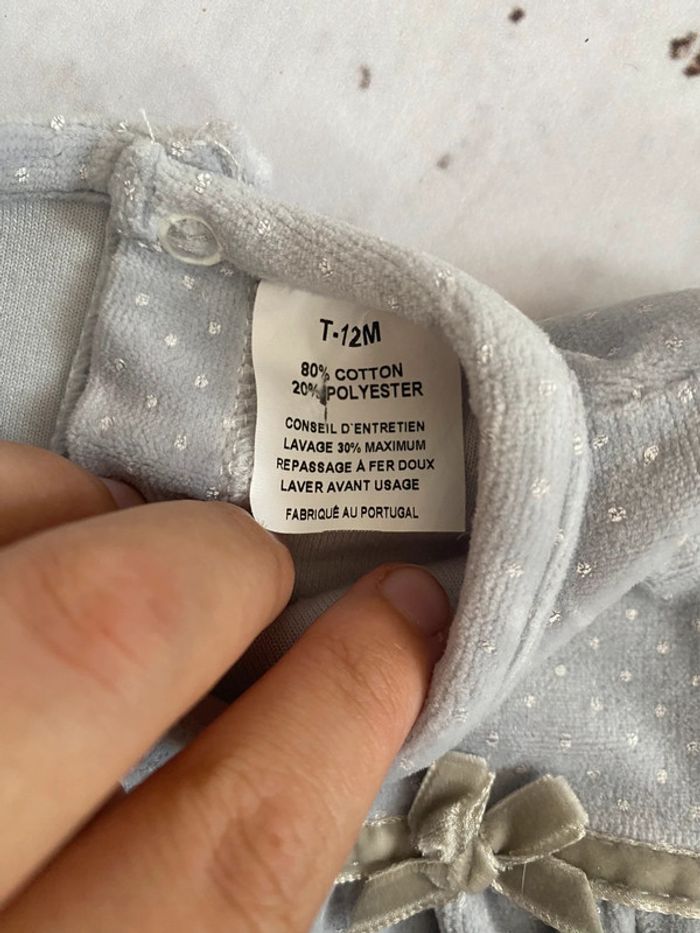 T-12M
80% COTTON
20% POLYESTER
CONSEIL D'ENTRETIEN
LAVAGE 30% MAXIMUM
REPASSAGE À FER DOUX
LAVER AVANT USAGE
FABRIQUÉ AU PORTUGAL